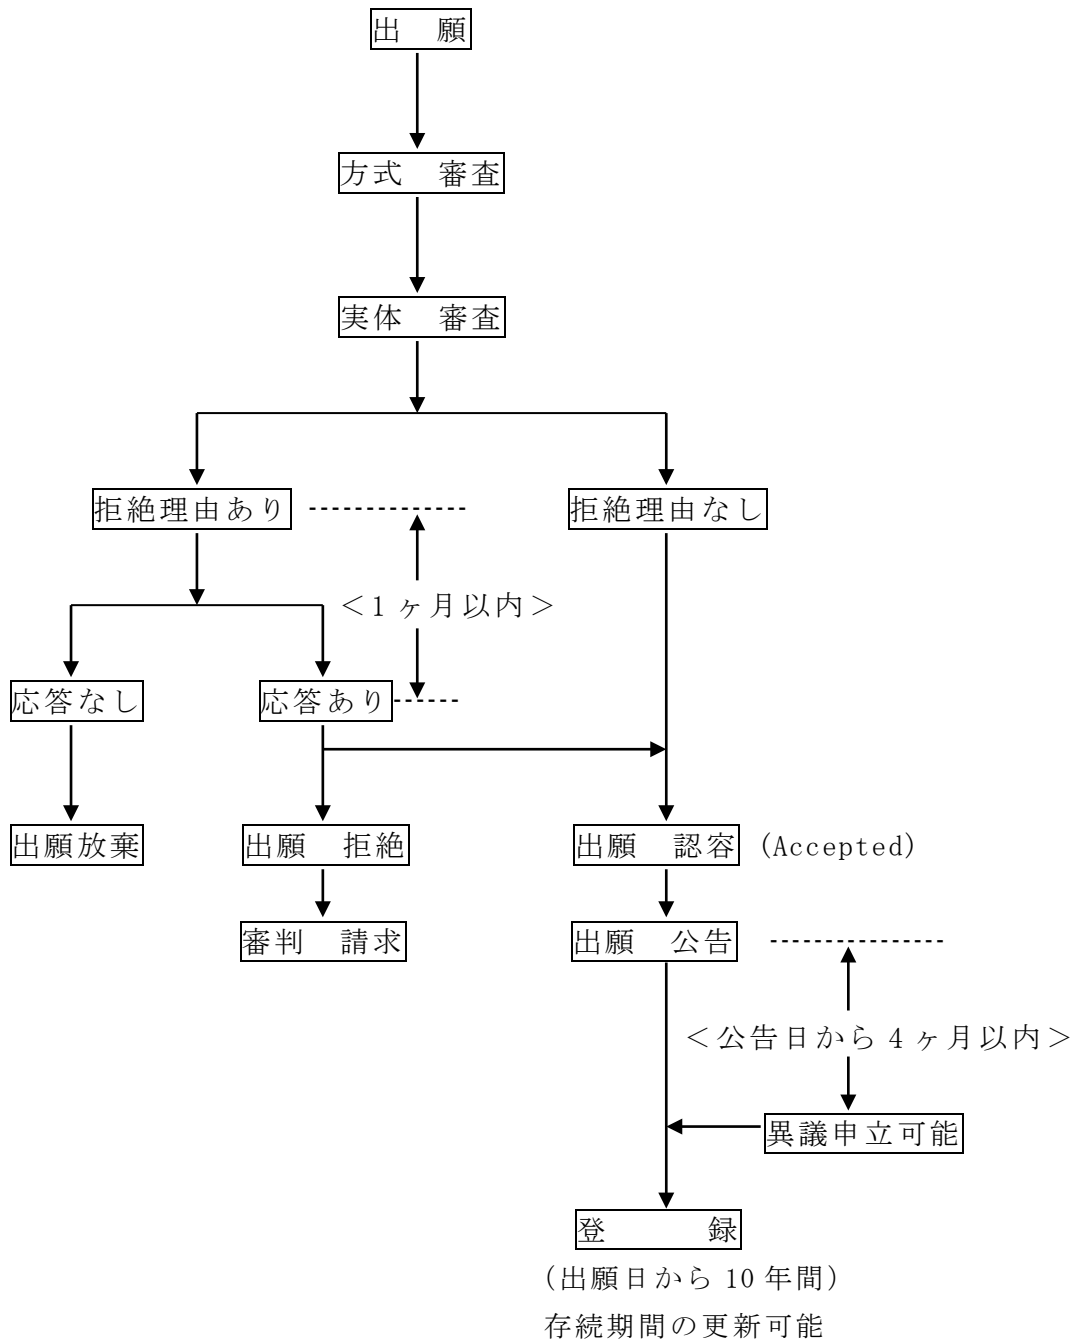 出　願
方式　審査
実体　審査
拒絶理由あり
拒絶理由なし
＜1ヶ月以内＞
応答なし
応答あり
出願放棄
出願　拒絶
出願　認容 (Accepted)
審判　請求
出願　公告
＜公告日から4ヶ月以内＞
異議申立可能
登　　　録
(出願日から10年間)
存続期間の更新可能